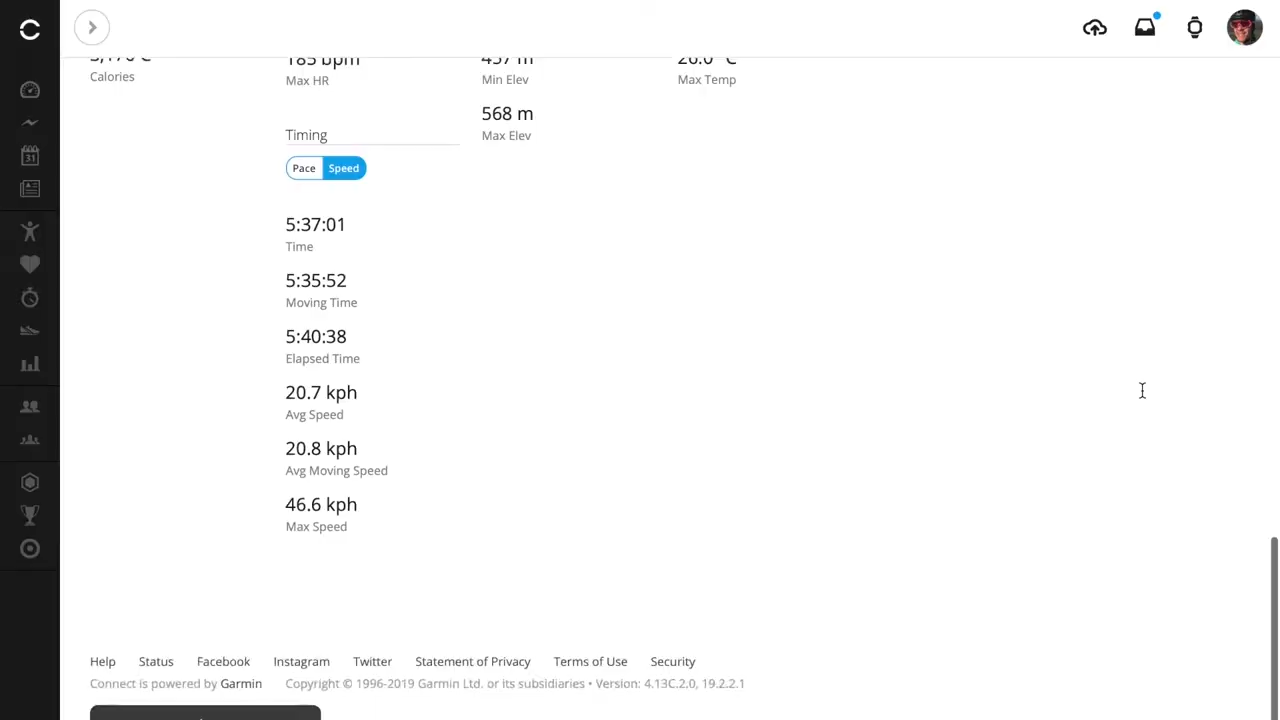 Calories
185 bpm
Max HR
457 m
Min Elev
568 m
Max Elev
26.0 °C
Max Temp
Timing
Pace Speed
5:37:01
Time
5:35:52
Moving Time
5:40:38
Elapsed Time
20.7 kph
Avg Speed
20.8 kph
Avg Moving Speed
46.6 kph
Max Speed
31
Help Status Facebook Instagram Twitter Statement of Privacy Terms of Use Security
Connect is powered by Garmin Copyright © 1996-2019 Garmin Ltd. or its subsidiaries • Version: 4.13C.2.0, 19.2.2.1